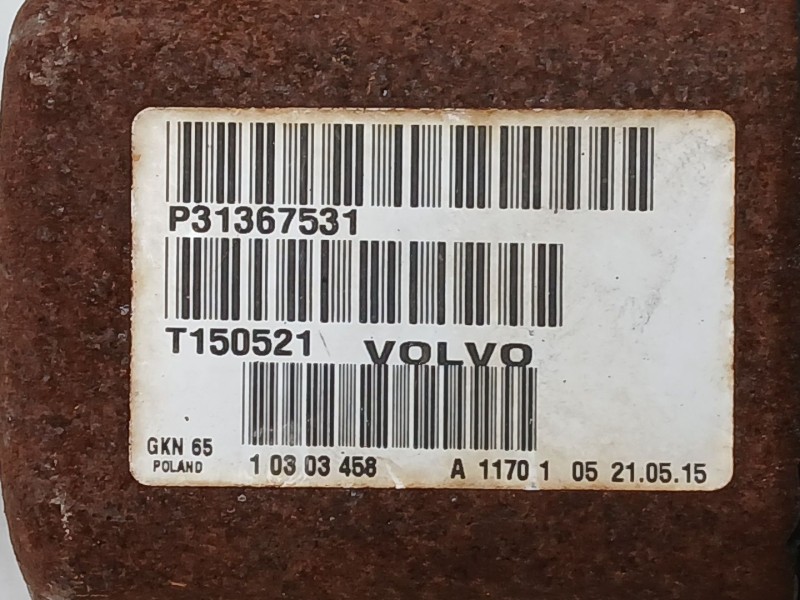 P31367531
T150521 VOLVO
GKN 65
POLAND
1 03 03 458 A 1170 1 05 21.05.15